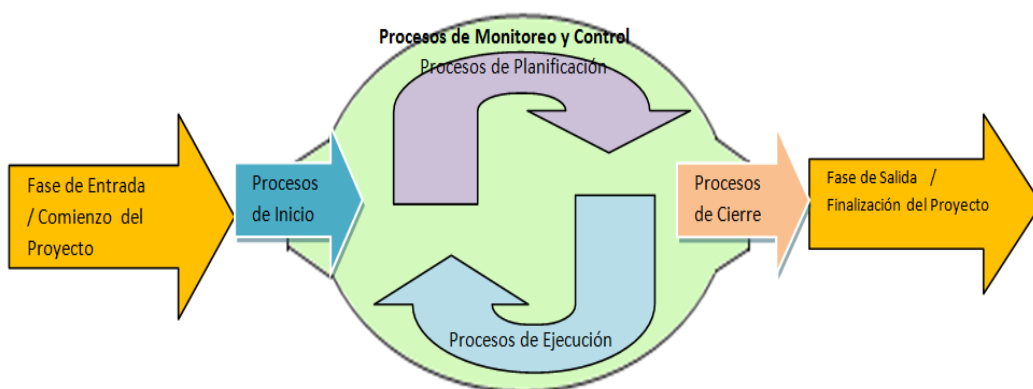 Procesos de Monitoreo y Control
Procesos de Planificación
Fase de Entrada
/ Comienzo del
Proyecto
Procesos
de Inicio
Procesos
de Cierre
Fase de Salida /
Finalización del Proyecto
Procesos de Ejecución